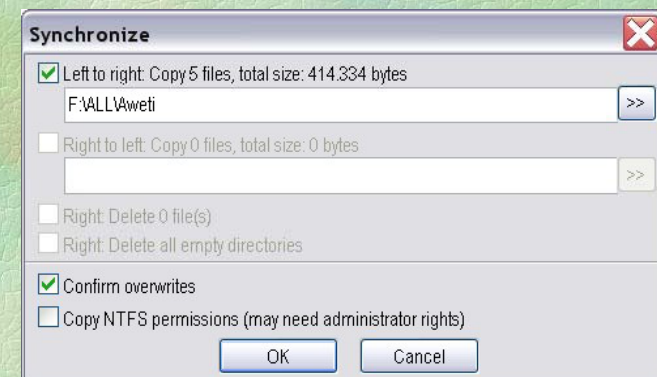 Synchronize
Left to right: Copy 5 files, total size: 414.334 bytes
F:\ALL\Aweti
>>
Right to left: Copy 0 files, total size: 0 bytes
>>
Right: Delete 0 file(s)
Right: Delete all empty directories
Confirm overwrites
Copy NTFS permissions (may need administrator rights)
OK
Cancel